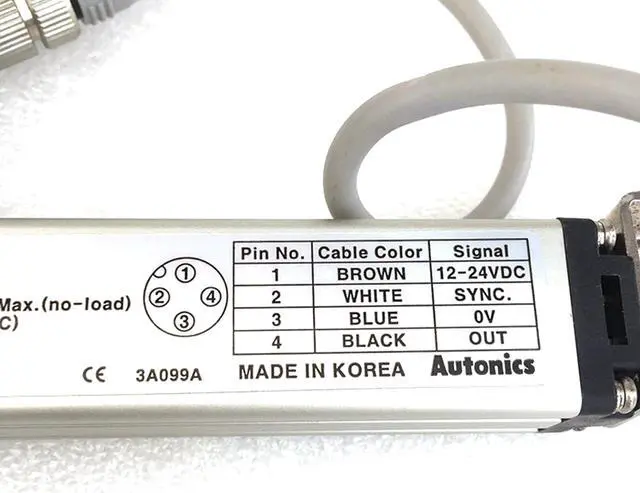 Max.(no-load)
C)
1
2 4
3
Pin No. Cable Color Signal
1 BROWN 12-24VDC
2 WHITE SYNC.
3 BLUE 0V
4 BLACK OUT
CE 3A099A MADE IN KOREA Autonics